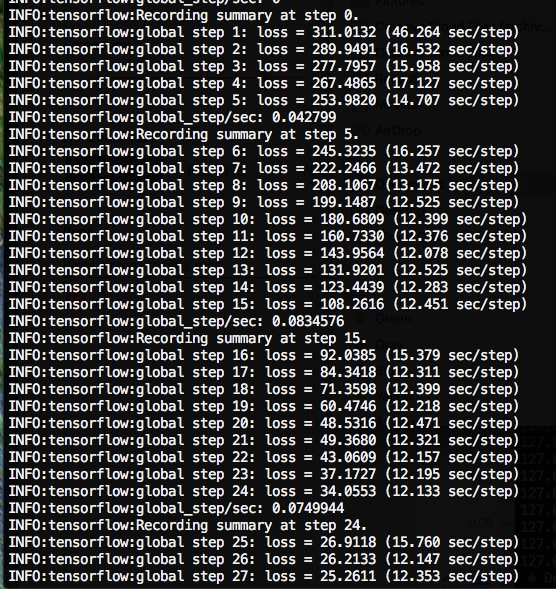 INFO:tensorflow:Recording summary at step 0.
INFO:tensorflow:global step 1: loss = 311.0132 (46.264 sec/step)
INFO:tensorflow:global step 2: loss = 289.9491 (16.532 sec/step)
INFO:tensorflow:global step 3: loss = 277.7957 (15.958 sec/step)
INFO:tensorflow:global step 4: loss = 267.4865 (17.127 sec/step)
INFO:tensorflow:global step 5: loss = 253.9820 (14.707 sec/step)
INFO:tensorflow:global_step/sec: 0.042799
INFO:tensorflow:Recording summary at step 5.
AirDrop
INFO:tensorflow:global step 6: loss = 245.3235 (16.257 sec/step)
INFO:tensorflow:global step 7: loss = 222.2466 (13.472 sec/step)
INFO:tensorflow:global step 8: loss = 208.1067 (13.175 sec/step)
INFO:tensorflow:global step 9: loss = 199.1487 (12.525 sec/step)
INFO:tensorflow:global step 10: loss = 180.6809 (12.399 sec/step)
INFO:tensorflow:global step 11: loss = 160.7330 (12.376 sec/step)
INFO:tensorflow:global step 12: loss = 143.9564 (12.078 sec/step)
INFO:tensorflow:global step 13: loss = 131.9201 (12.525 sec/step)
INFO:tensorflow:global step 14: loss = 123.4439 (12.283 sec/step)
INFO:tensorflow:global step 15: loss = 108.2616 (12.451 sec/step)
INFO:tensorflow:global_step/sec: 0.0834576
Green
INFO:tensorflow:Recording summary at step 15.
INFO:tensorflow:global step 16: loss = 92.0385 (15.379 sec/step)
INFO:tensorflow:global step 17: loss = 84.3418 (12.311 sec/step)
INFO:tensorflow:global step 18: loss = 71.3598 (12.399 sec/step)
INFO:tensorflow:global step 19: loss = 60.4746 (12.218 sec/step)
INFO:tensorflow:global step 20: loss = 48.5316 (12.471 sec/step)
INFO:tensorflow:global step 21: loss = 49.3680 (12.321 sec/step)
INFO:tensorflow:global step 22: loss = 43.0609 (12.157 sec/step)
INFO:tensorflow:global step 23: loss = 37.1727 (12.195 sec/step)
INFO:tensorflow:global step 24: loss = 34.0553 (12.133 sec/step)
INFO:tensorflow:global_step/sec: 0.0749944
INFO:tensorflow:Recording summary at step 24.
INFO:tensorflow:global step 25: loss = 26.9118 (15.760 sec/step)
INFO:tensorflow:global step 26: loss = 26.2133 (12.147 sec/step)
INFO:tensorflow:global step 27: loss = 25.2611 (12.353 sec/step)